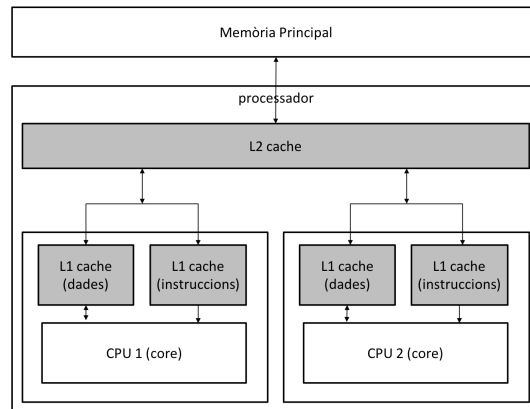 Memòria Principal
processador
L2 cache
L1 cache
(dades)
L1 cache
(instruccions)
L1 cache
(dades)
L1 cache
(instruccions)
CPU 1 (core)
CPU 2 (core)